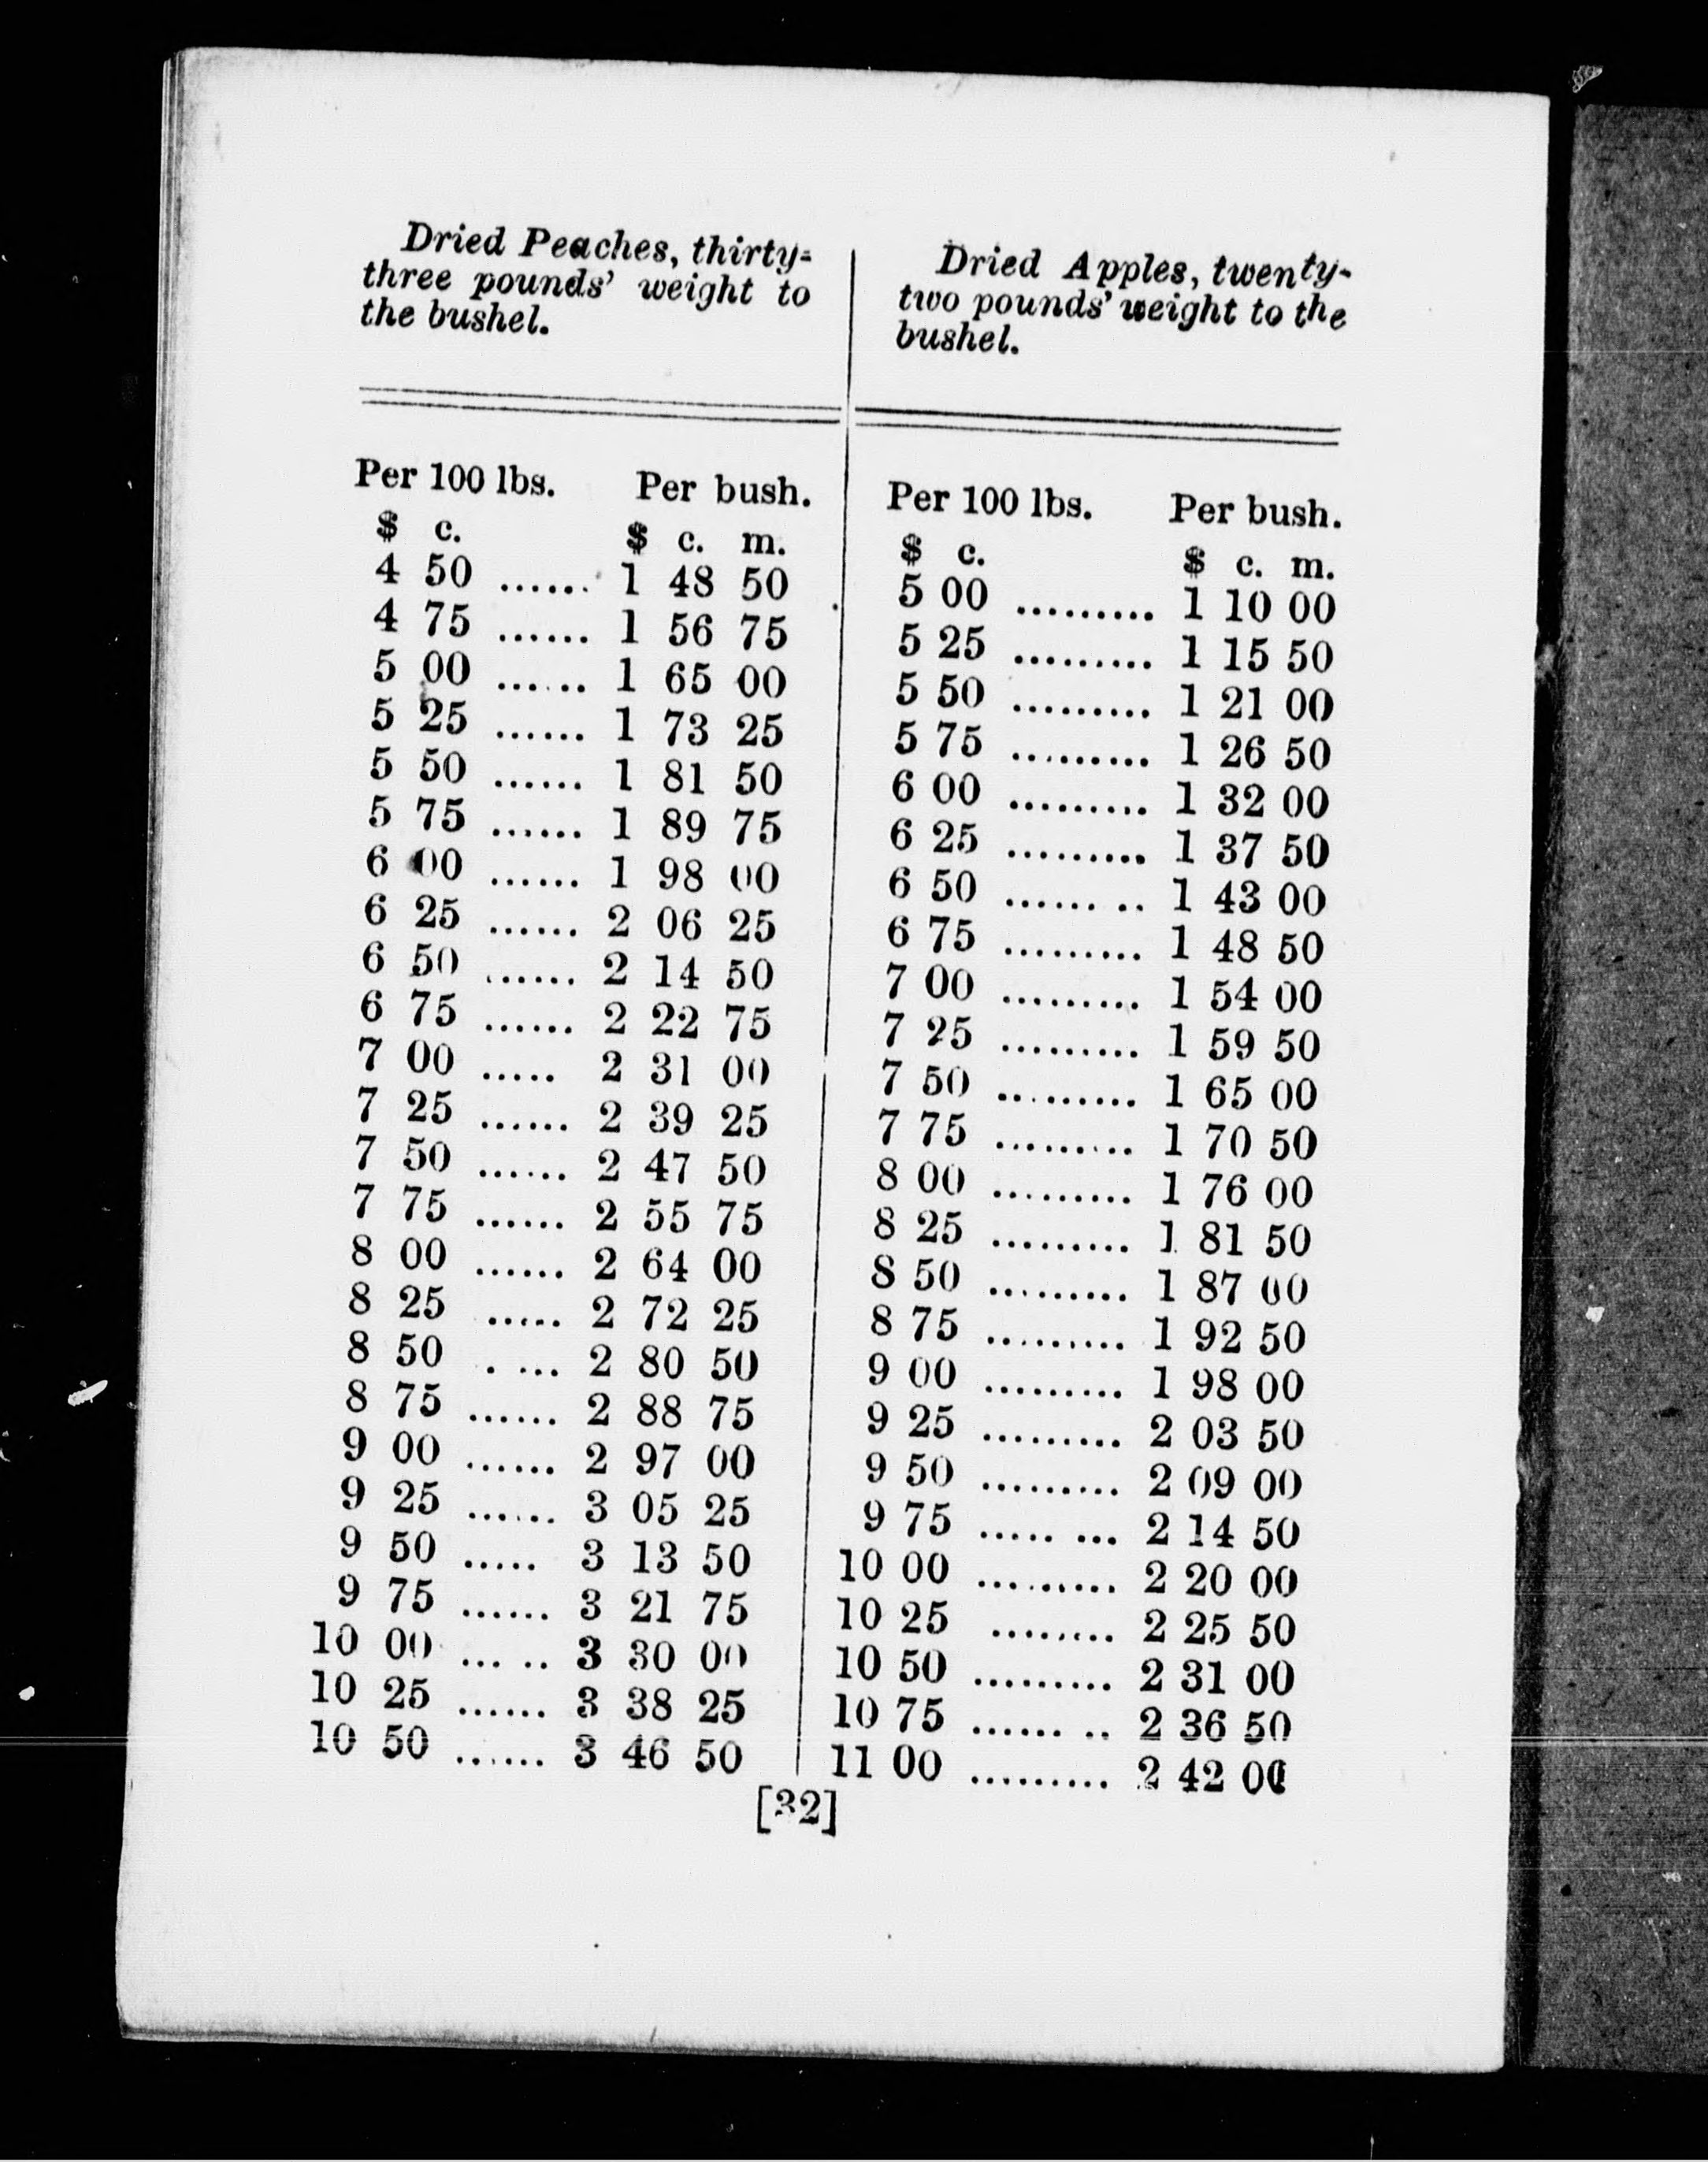 Dried Peaches, thirty-
three pounds' weight to
the bushel.
Per 100 lbs. Per bush.
$ c. $ c. m.
4 50 ...... 1 48 50
4 75 ...... 1 56 75
5 00 ...... 1 65 00
5 25 ...... 1 73 25
5 50 ...... 1 81 50
5 75 ...... 1 89 75
6 00 ...... 1 98 00
6 25 ...... 2 06 25
6 50 ...... 2 14 50
6 75 ...... 2 22 75
7 00 ..... 2 31 00
7 25 ...... 2 39 25
7 50 ...... 2 47 50
7 75 ...... 2 55 75
8 00 ...... 2 64 00
8 25 ..... 2 72 25
8 50 . ... 2 80 50
8 75 ...... 2 88 75
9 00 ...... 2 97 00
9 25 ...... 3 05 25
9 50 ..... 3 13 50
9 75 ...... 3 21 75
10 00 ... .. 3 30 00
10 25 ...... 3 38 25
10 50 ...... 3 46 50
Dried Apples, twenty-
two pounds' weight to the
bushel.
Per 100 lbs. Per bush.
$ c. $ c. m.
5 00 ......... 1 10 00
5 25 ......... 1 15 50
5 50 ......... 1 21 00
5 75 ......... 1 26 50
6 00 ......... 1 32 00
6 25 ......... 1 37 50
6 50 ...... .. 1 43 00
6 75 ......... 1 48 50
7 00 ......... 1 54 00
7 25 ......... 1 59 50
7 50 ......... 1 65 00
7 75 ......... 1 70 50
8 00 ......... 1 76 00
8 25 ......... 1 81 50
8 50 ......... 1 87 00
8 75 ......... 1 92 50
9 00 ......... 1 98 00
9 25 ......... 2 03 50
9 50 ......... 2 09 00
9 75 ..... ... 2 14 50
10 00 ......... 2 20 00
10 25 ........ 2 25 50
10 50 ......... 2 31 00
10 75 ...... .. 2 36 50
11 00 ......... 2 42 00
[32]